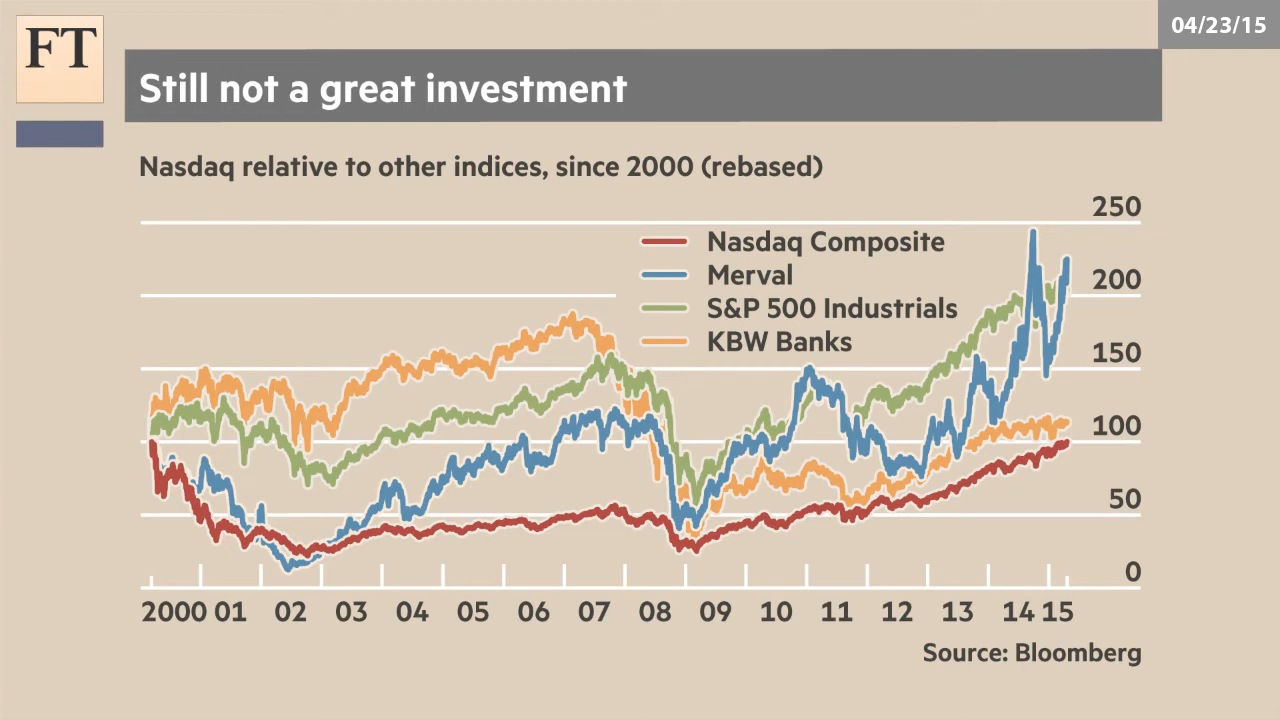 04/23/15
FT
Still not a great investment
Nasdaq relative to other indices, since 2000 (rebased)
250
Nasdaq Composite
Merval
200
S&P 500 Industrials
KBW Banks
150
100
50
0
2000 01 02 03 04 05 06 07 08 09 10 11 12 13 14 15
Source: Bloomberg